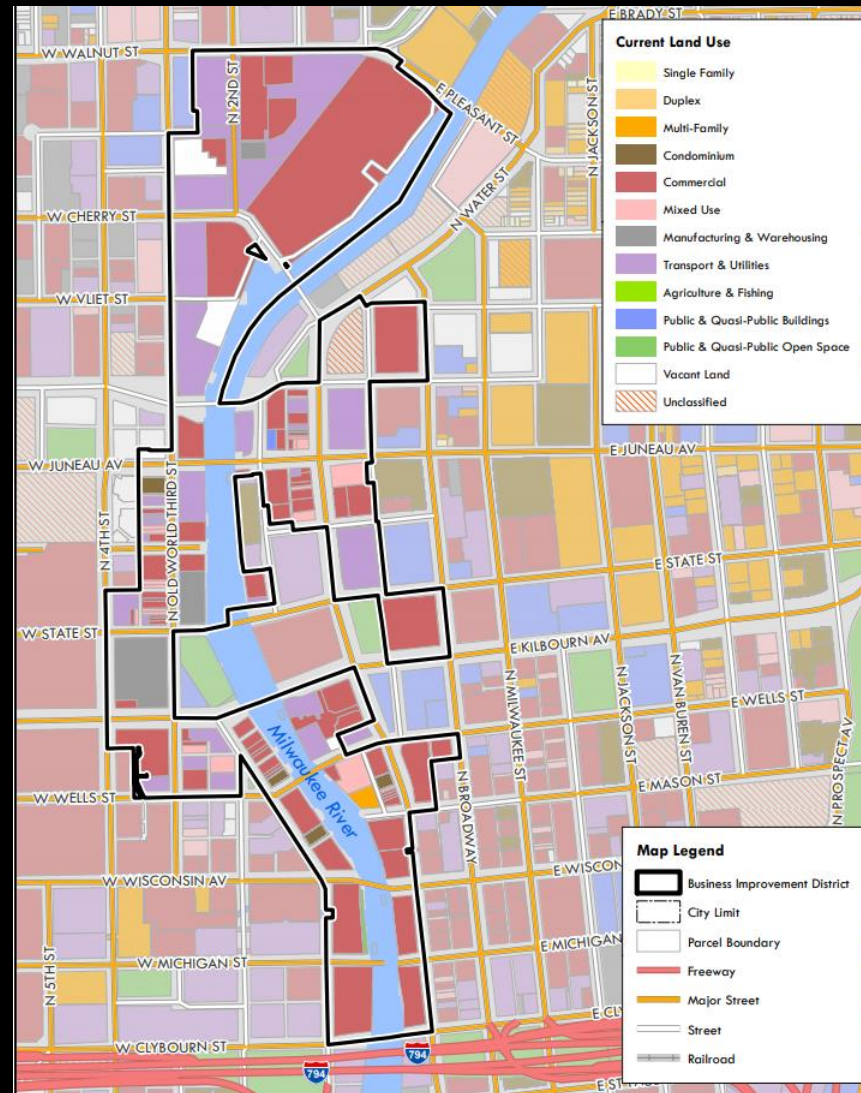 E BRADY ST
W WALNUT ST
N 2ND ST
E PLEASANT ST
N JACKSON ST
N WATER ST
W CHERRY ST
W VLIET ST
Current Land Use
Single Family
Duplex
Multi-Family
Condominium
Commercial
Mixed Use
Manufacturing & Warehousing
Transport & Utilities
Agriculture & Fishing
Public & Quasi-Public Buildings
Public & Quasi-Public Open Space
Vacant Land
Unclassified
W JUNEAU AV
E JUNEAU AV
N 4TH ST
N OLD WORLD THIRD ST
E STATE ST
W STATE ST
E KILBOURN AV
N MILWAUKEE ST
N JACKSON ST
N VAN BUREN ST
E WELLS ST
N PROSPECT AV
Milwaukee River
N BROADWAY
E MASON ST
W WELLS ST
W WISCONSIN AV
E WISCON
N 5TH ST
W MICHIGAN ST
E MICHIGAN
W CLYBOURN ST
E CLY
794
794
E ST PAU
Map Legend
Business Improvement District
City Limit
Parcel Boundary
Freeway
Major Street
Street
Railroad